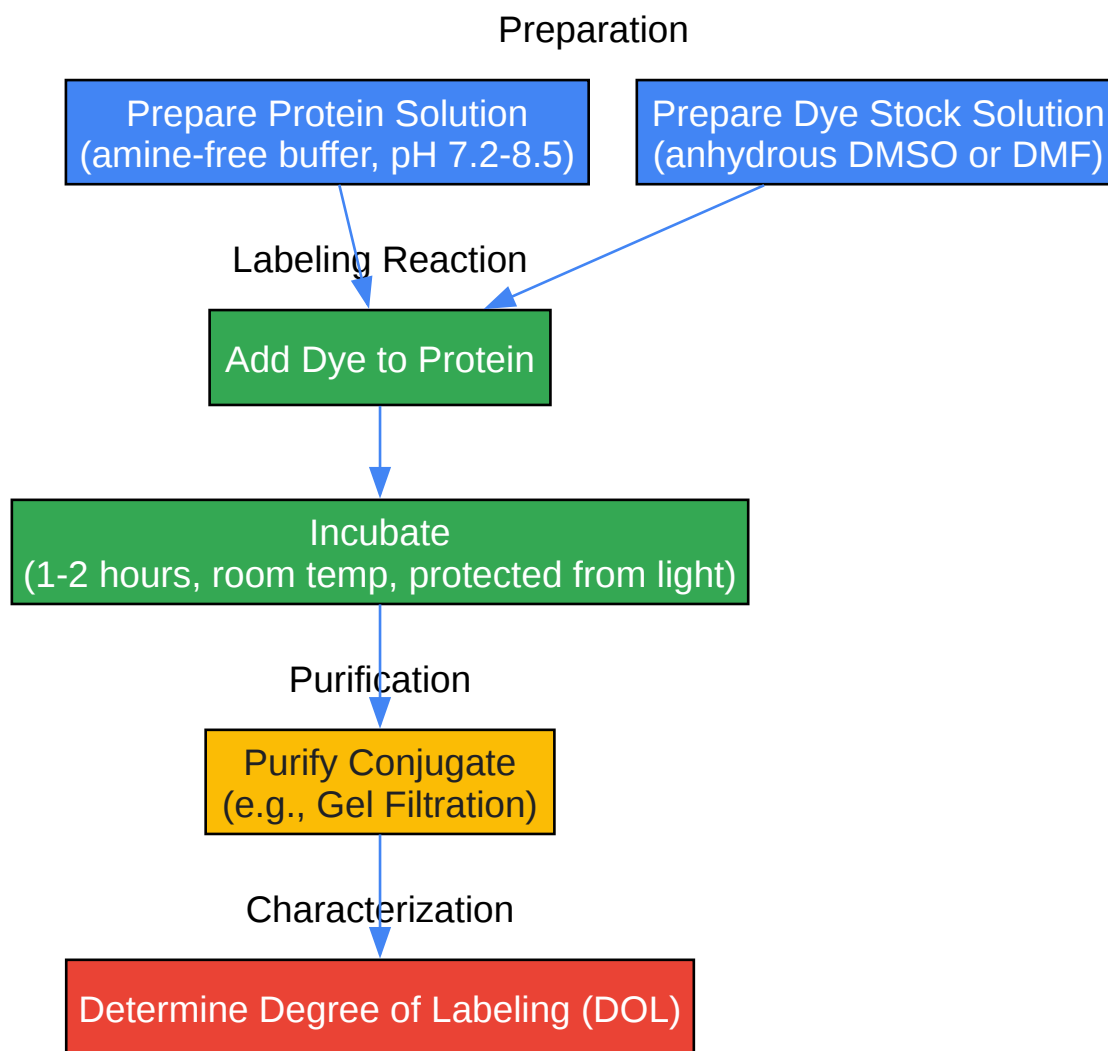 Preparation
Prepare Protein Solution
(amine-free buffer, pH 7.2-8.5)
Prepare Dye Stock Solution
(anhydrous DMSO or DMF)
Labeling Reaction
Add Dye to Protein
Incubate
(1-2 hours, room temp, protected from light)
Purification
Purify Conjugate
(e.g., Gel Filtration)
Characterization
Determine Degree of Labeling (DOL)